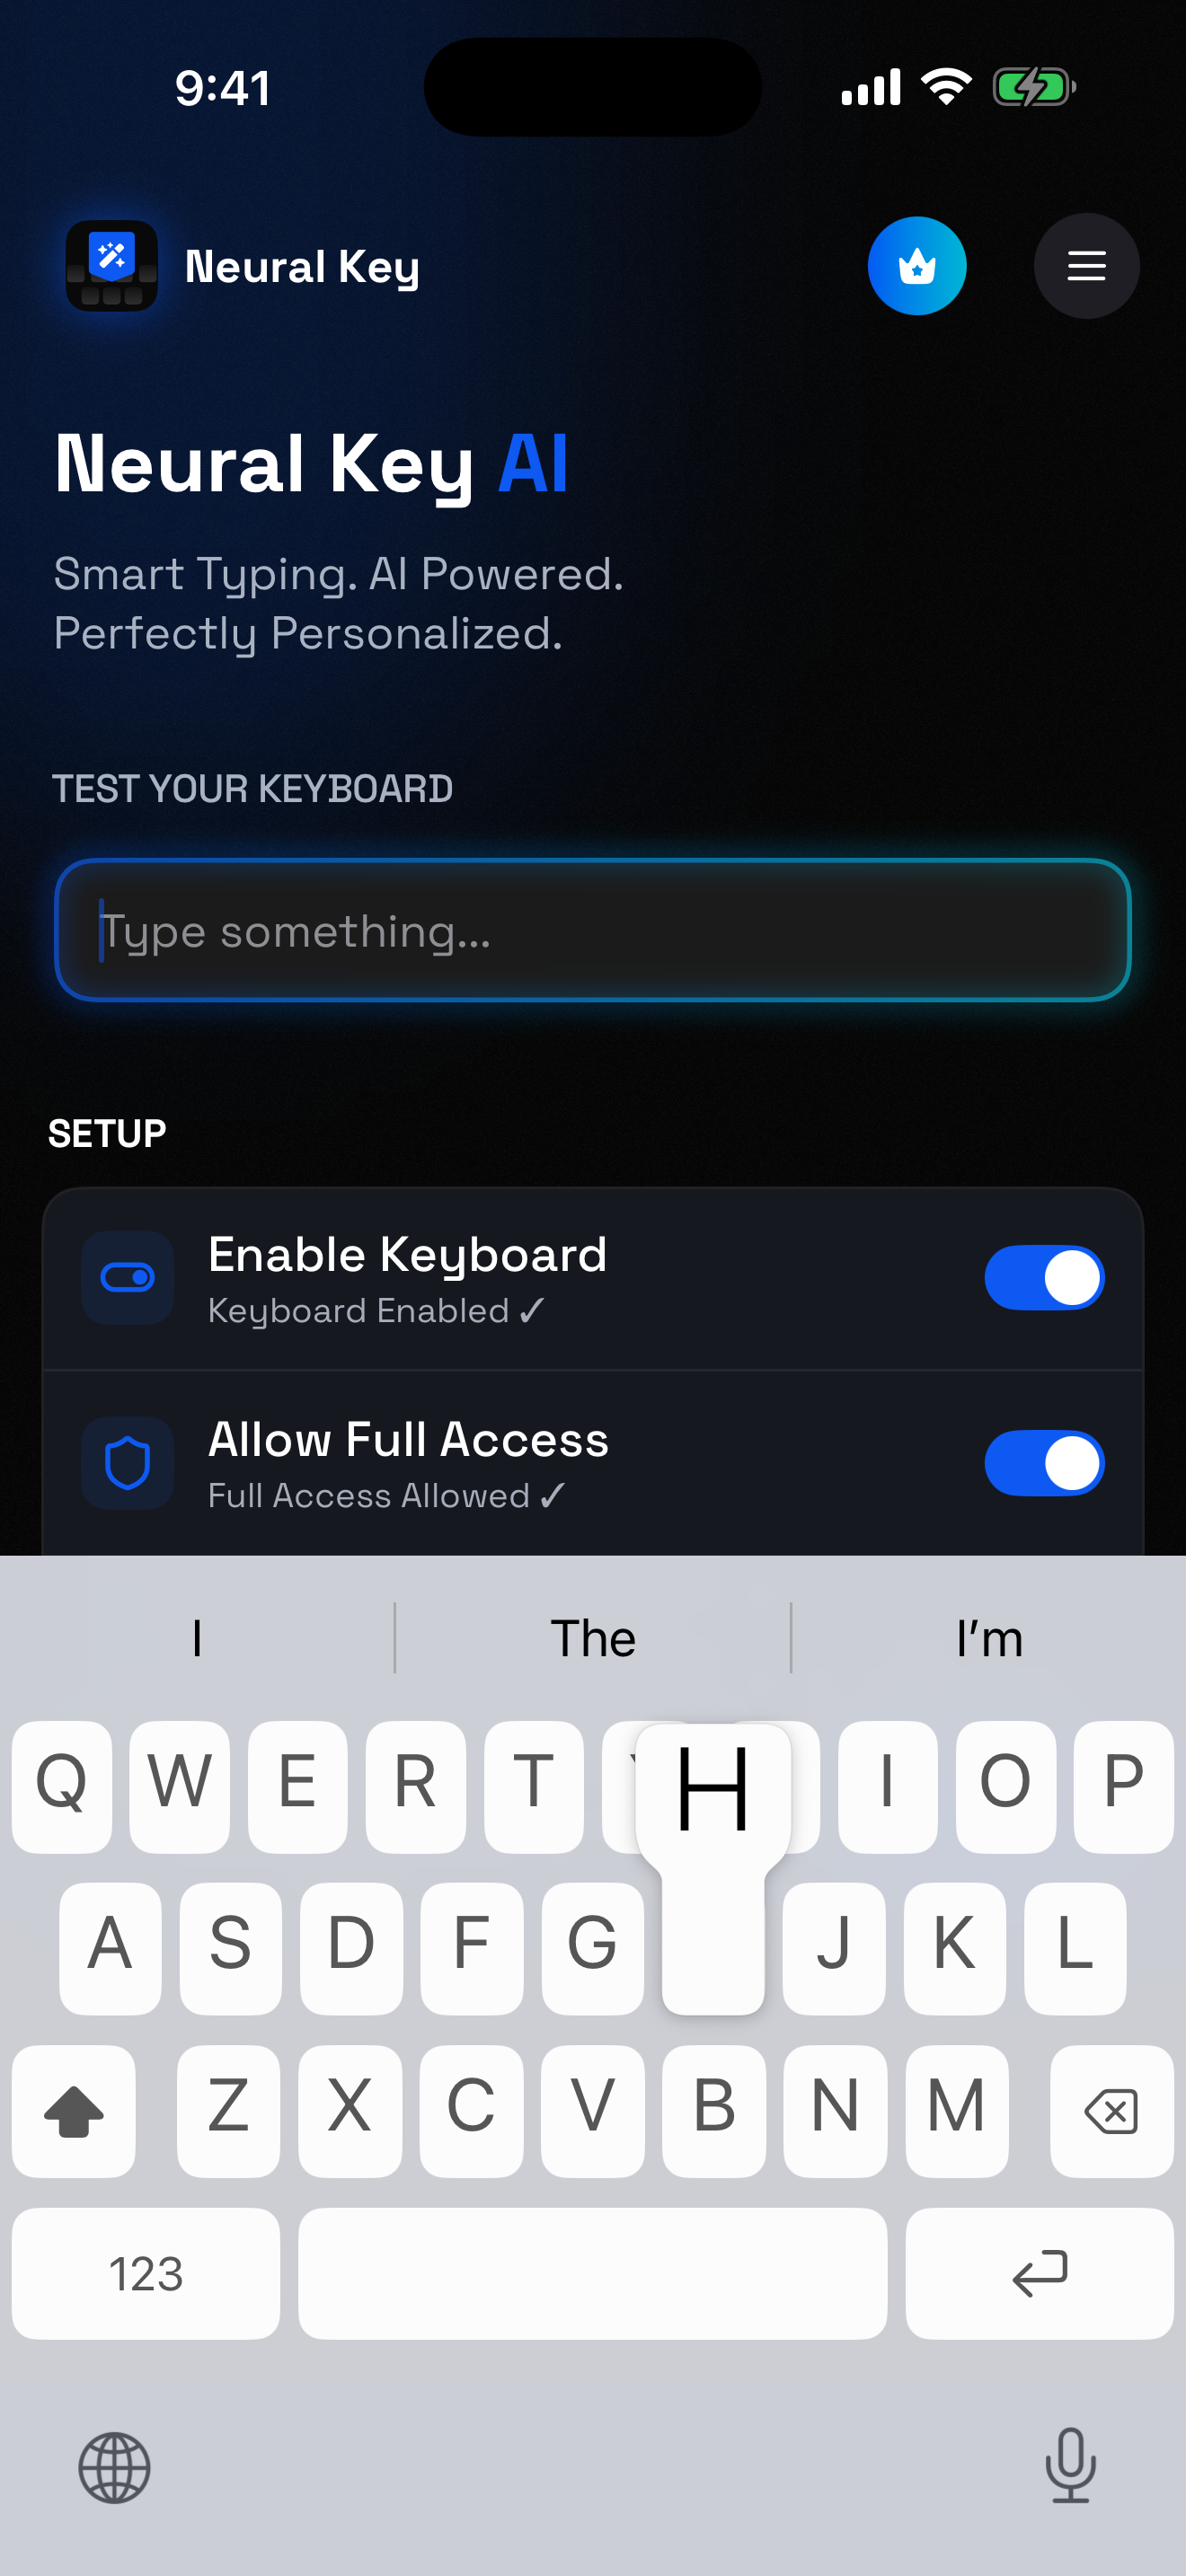 9:41
Neural Key
Neural Key AI
Smart Typing. AI Powered.
Perfectly Personalized.
TEST YOUR KEYBOARD
Type something...
SETUP
Enable Keyboard
Keyboard Enabled ✓
Allow Full Access
Full Access Allowed ✓
I The I'm
Q W E R T H I O P
A S D F G J K L
Z X C V B N M
123